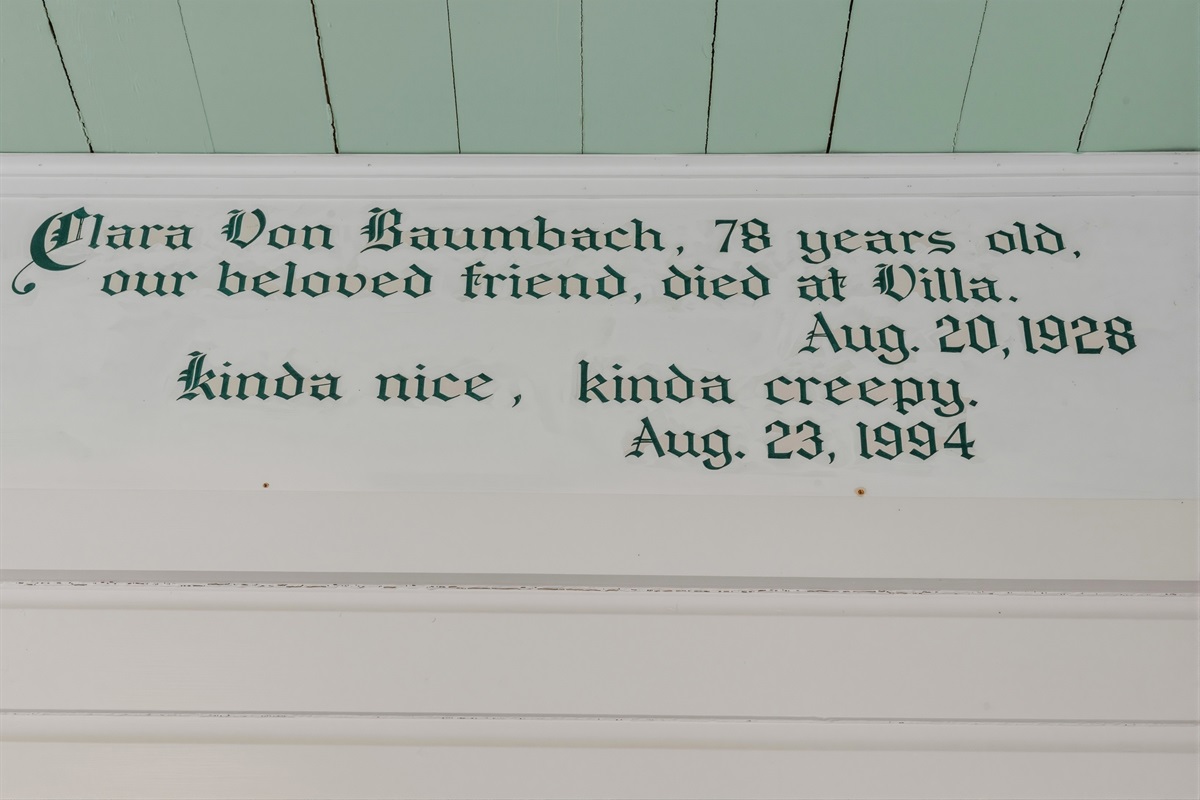 Clara Von Baumbach, 78 years old,
our beloved friend, died at Villa.
Aug. 20, 1928
kinda nice, kinda creepy.
Aug. 23, 1994